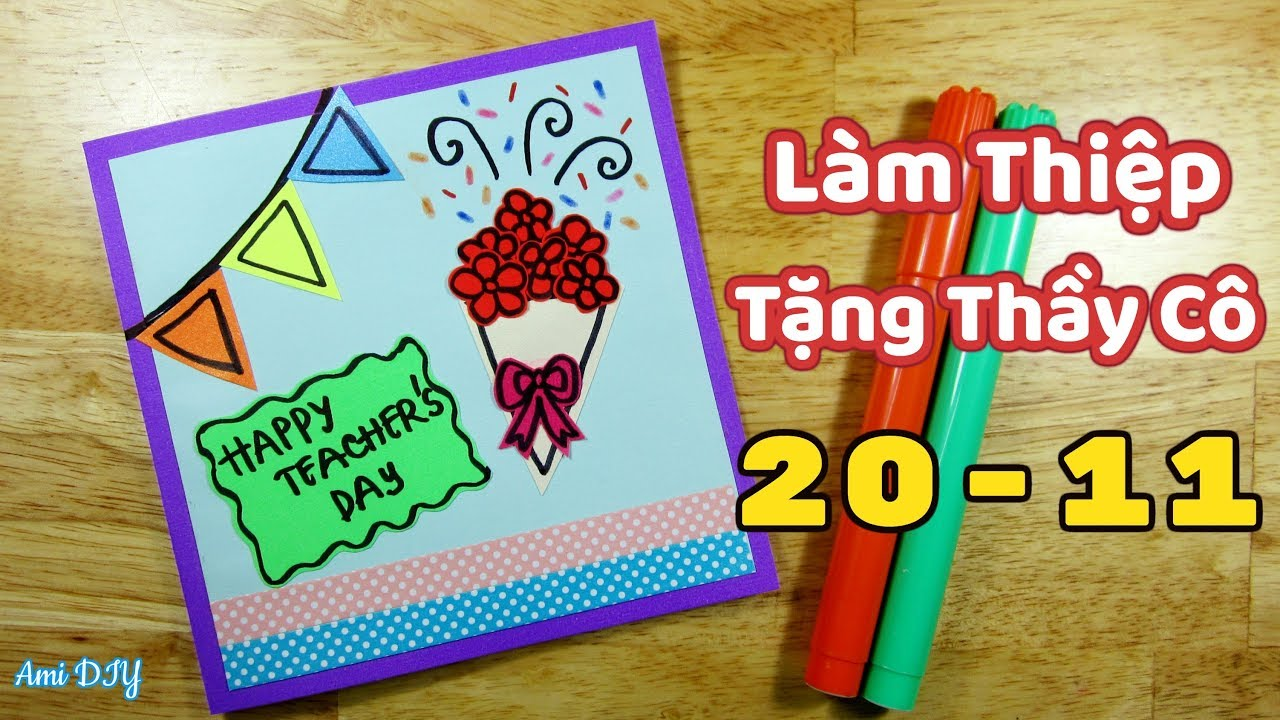 HAPPY
TEACHER'S
DAY
Làm Thiệp
Tặng Thầy Cô
20-11
Ami DIY